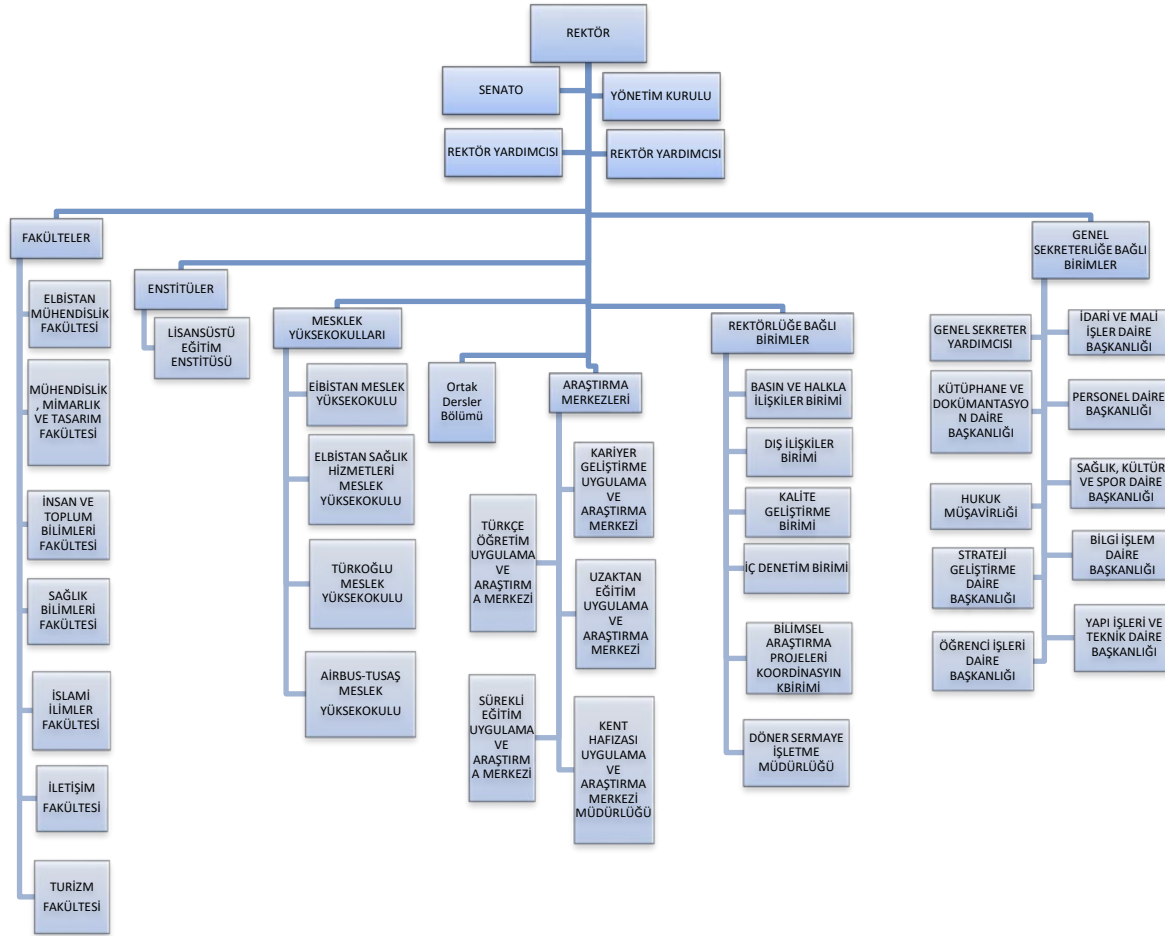 REKTÖR
SENATO
YÖNETİM KURULU
REKTÖR YARDIMCISI
REKTÖR YARDIMCISI
FAKÜLTELER
ELBİSTAN
MÜHENDİSLİK
FAKÜLTESİ
MÜHENDİSLİK
, MİMARLIK
VE TASARIM
FAKÜLTESİ
İNSAN VE
TOPLUM
BİLİMLERİ
FAKÜLTESİ
SAĞLIK
BİLİMLERİ
FAKÜLTESİ
İSLAMİ
İLİMLER
FAKÜLTESİ
İLETİŞİM
FAKÜLTESİ
TURİZM
FAKÜLTESİ
ENSTİTÜLER
LİSANSÜSTÜ
EĞİTİM
ENSTİTÜSÜ
MESKLEK
YÜKSEKOKULLARI
EİBİSTAN MESLEK
YÜKSEKOKULU
ELBİSTAN SAĞLIK
HİZMETLERİ
MESLEK
YÜKSEKOKULU
TÜRKOĞLU
MESLEK
YÜKSEKOKULU
AİRBUS-TUSAŞ
MESLEK
YÜKSEKOKULU
Ortak
Dersler
Bölümü
ARAŞTIRMA
MERKEZLERİ
KARİYER
GELİŞTİRME
UYGULAMA
VE
ARAŞTIRMA
MERKEZİ
TÜRKÇE
ÖĞRETİM
UYGULAMA
VE
ARAŞTIRM
A MERKEZİ
UZAKTAN
EĞİTİM
UYGULAMA
VE
ARAŞTIRMA
MERKEZİ
SÜREKLİ
EĞİTİM
UYGULAMA
VE
ARAŞTIRM
A MERKEZİ
KENT
HAFIZASI
UYGULAMA
VE
ARAŞTIRMA
MERKEZİ
MÜDÜRLÜĞÜ
REKTÖRLÜĞE BAĞLI
BİRİMLER
BASIN VE HALKLA
İLİŞKİLER BİRİMİ
DIŞ İLİŞKİLER
BİRİMİ
KALİTE
GELİŞTİRME
BİRİMİ
İÇ DENETİM BİRİMİ
BİLİMSEL
ARAŞTIRMA
PROJELERİ
KOORDİNASYIN
KBİRİMİ
DÖNER SERMAYE
İŞLETME
MÜDÜRLÜĞÜ
GENEL
SEKRETERLİĞE BAĞLI
BİRİMLER
GENEL SEKRETER
YARDIMCISI
İDARİ VE MALİ
İŞLER DAİRE
BAŞKANLIĞI
KÜTÜPHANE VE
DOKÜMANTASYO
N DAİRE
BAŞKANLIĞI
PERSONEL DAİRE
BAŞKANLIĞI
HUKUK
MÜŞAVİRLiĞİ
SAĞLIK, KÜLTÜR
VE SPOR DAİRE
BAŞKANLIĞI
STRATEJİ
GELİŞTİRME
DAİRE
BAŞKANLIĞI
BİLGİ İŞLEM
DAİRE
BAŞKANLIĞI
ÖĞRENCİ İŞLERİ
DAİRE
BAŞKANLIĞI
YAPI İŞLERİ VE
TEKNİK DAİRE
BAŞKANLIĞI